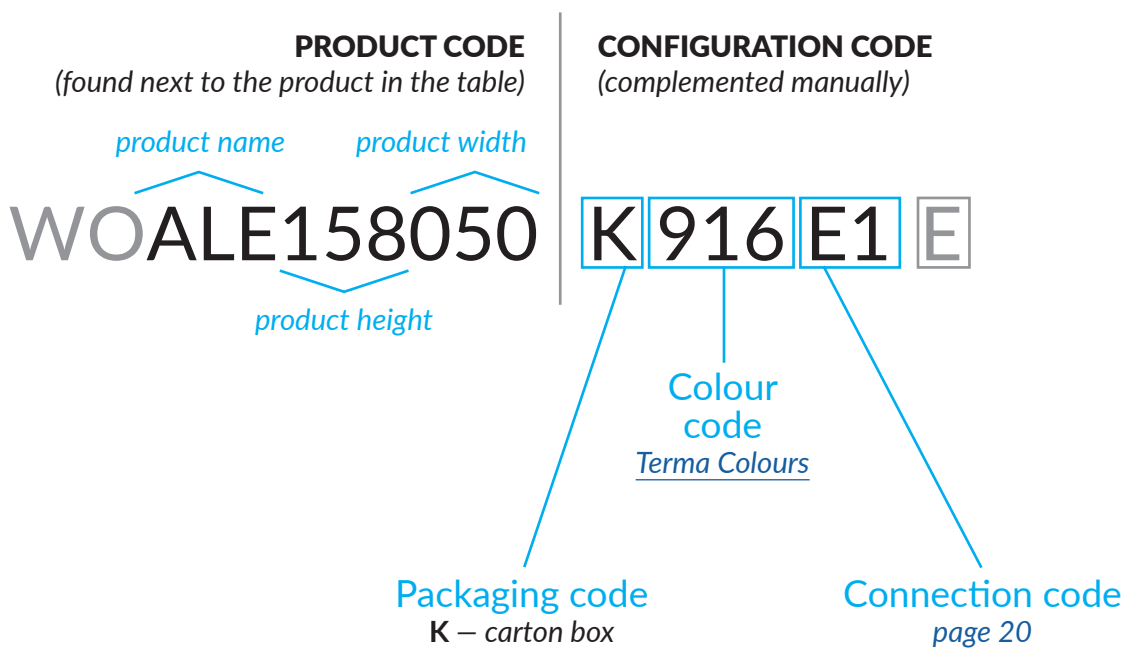 PRODUCT CODE
(found next to the product in the table)
CONFIGURATION CODE
(complemented manually)
product name
product width
WOALE158050 K 916 E1 E
product height
Colour
code
Terma Colours
Packaging code
K – carton box
Connection code
page 20